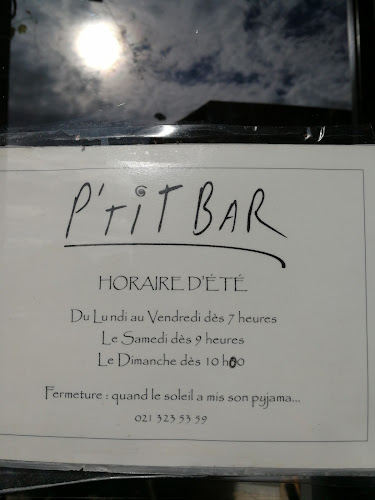 P'TIT BAR
HORAIRE D'ÉTÉ
Du Lundi au Vendredi dès 7 heures
Le Samedi dès 9 heures
Le Dimanche dès 10 h00
Fermeture : quand le soleil a mis son pyjama...
021 323 53 59